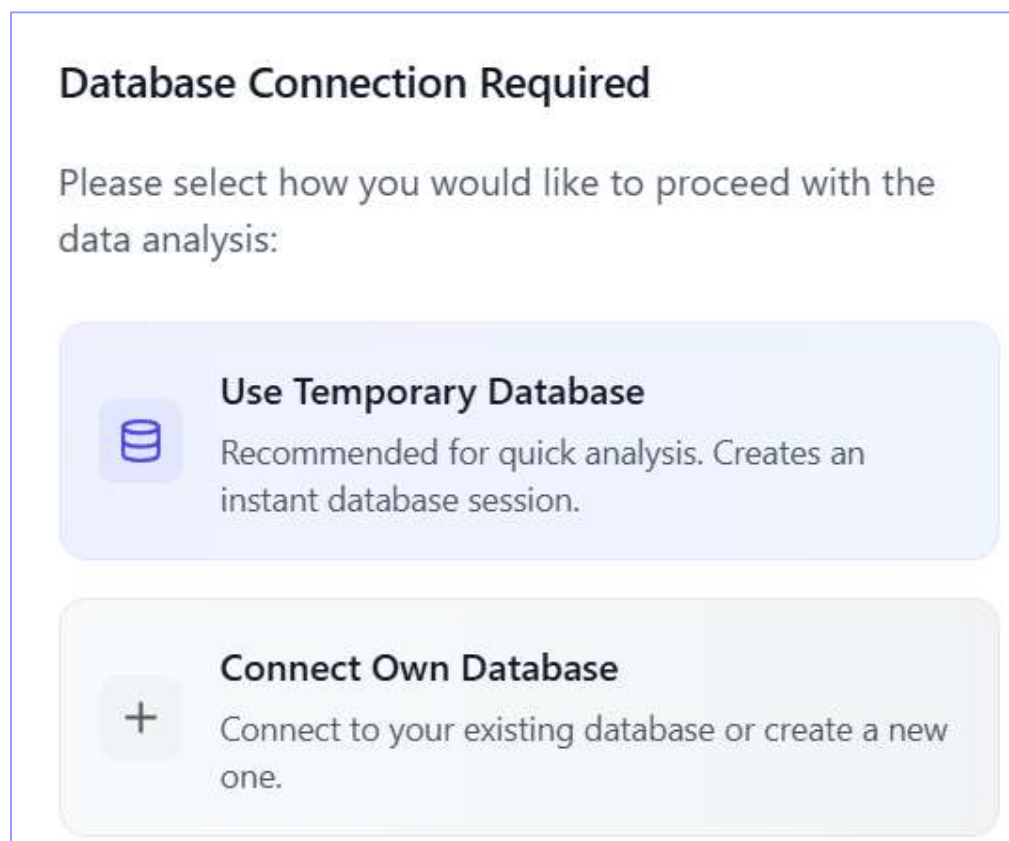 Database Connection Required
Please select how you would like to proceed with the
data analysis:
Use Temporary Database
Recommended for quick analysis. Creates an
instant database session.
Connect Own Database
Connect to your existing database or create a new
one.